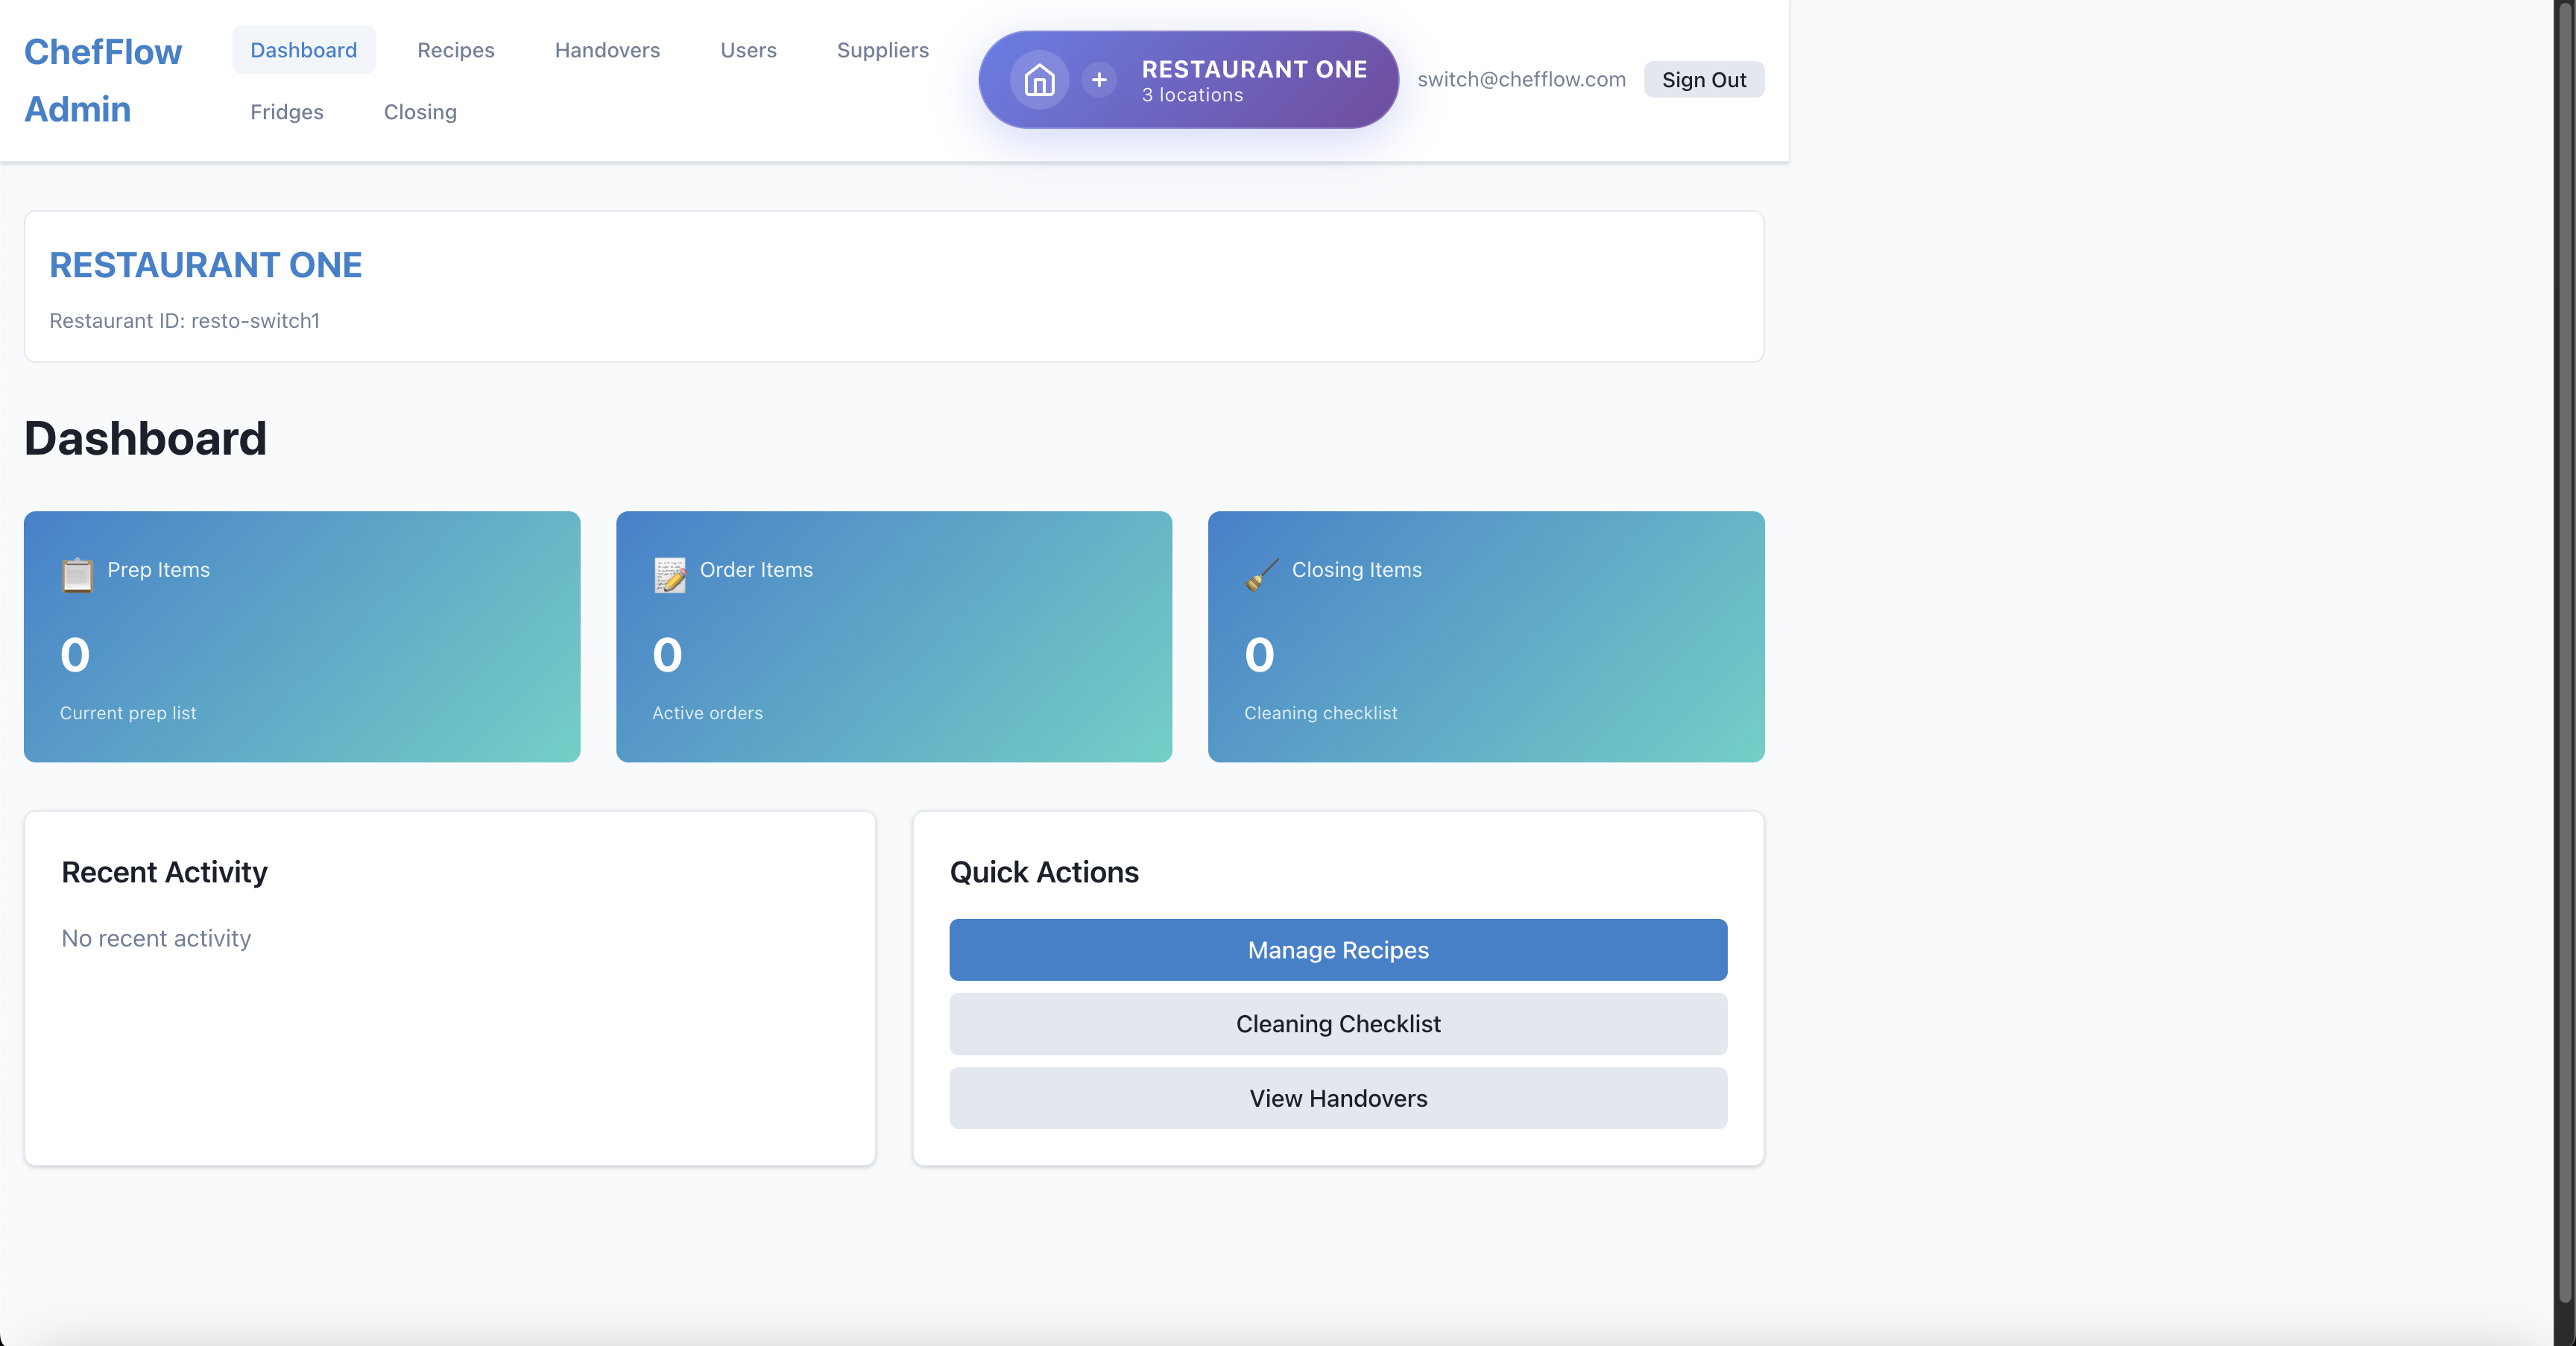 ChefFlow
Admin
Dashboard
Recipes
Handovers
Users
Suppliers
Fridges
Closing
RESTAURANT ONE
3 locations
switch@chefflow.com
Sign Out
RESTAURANT ONE
Restaurant ID: resto-switch1
Dashboard
Prep Items
0
Current prep list
Order Items
0
Active orders
Closing Items
0
Cleaning checklist
Recent Activity
No recent activity
Quick Actions
Manage Recipes
Cleaning Checklist
View Handovers